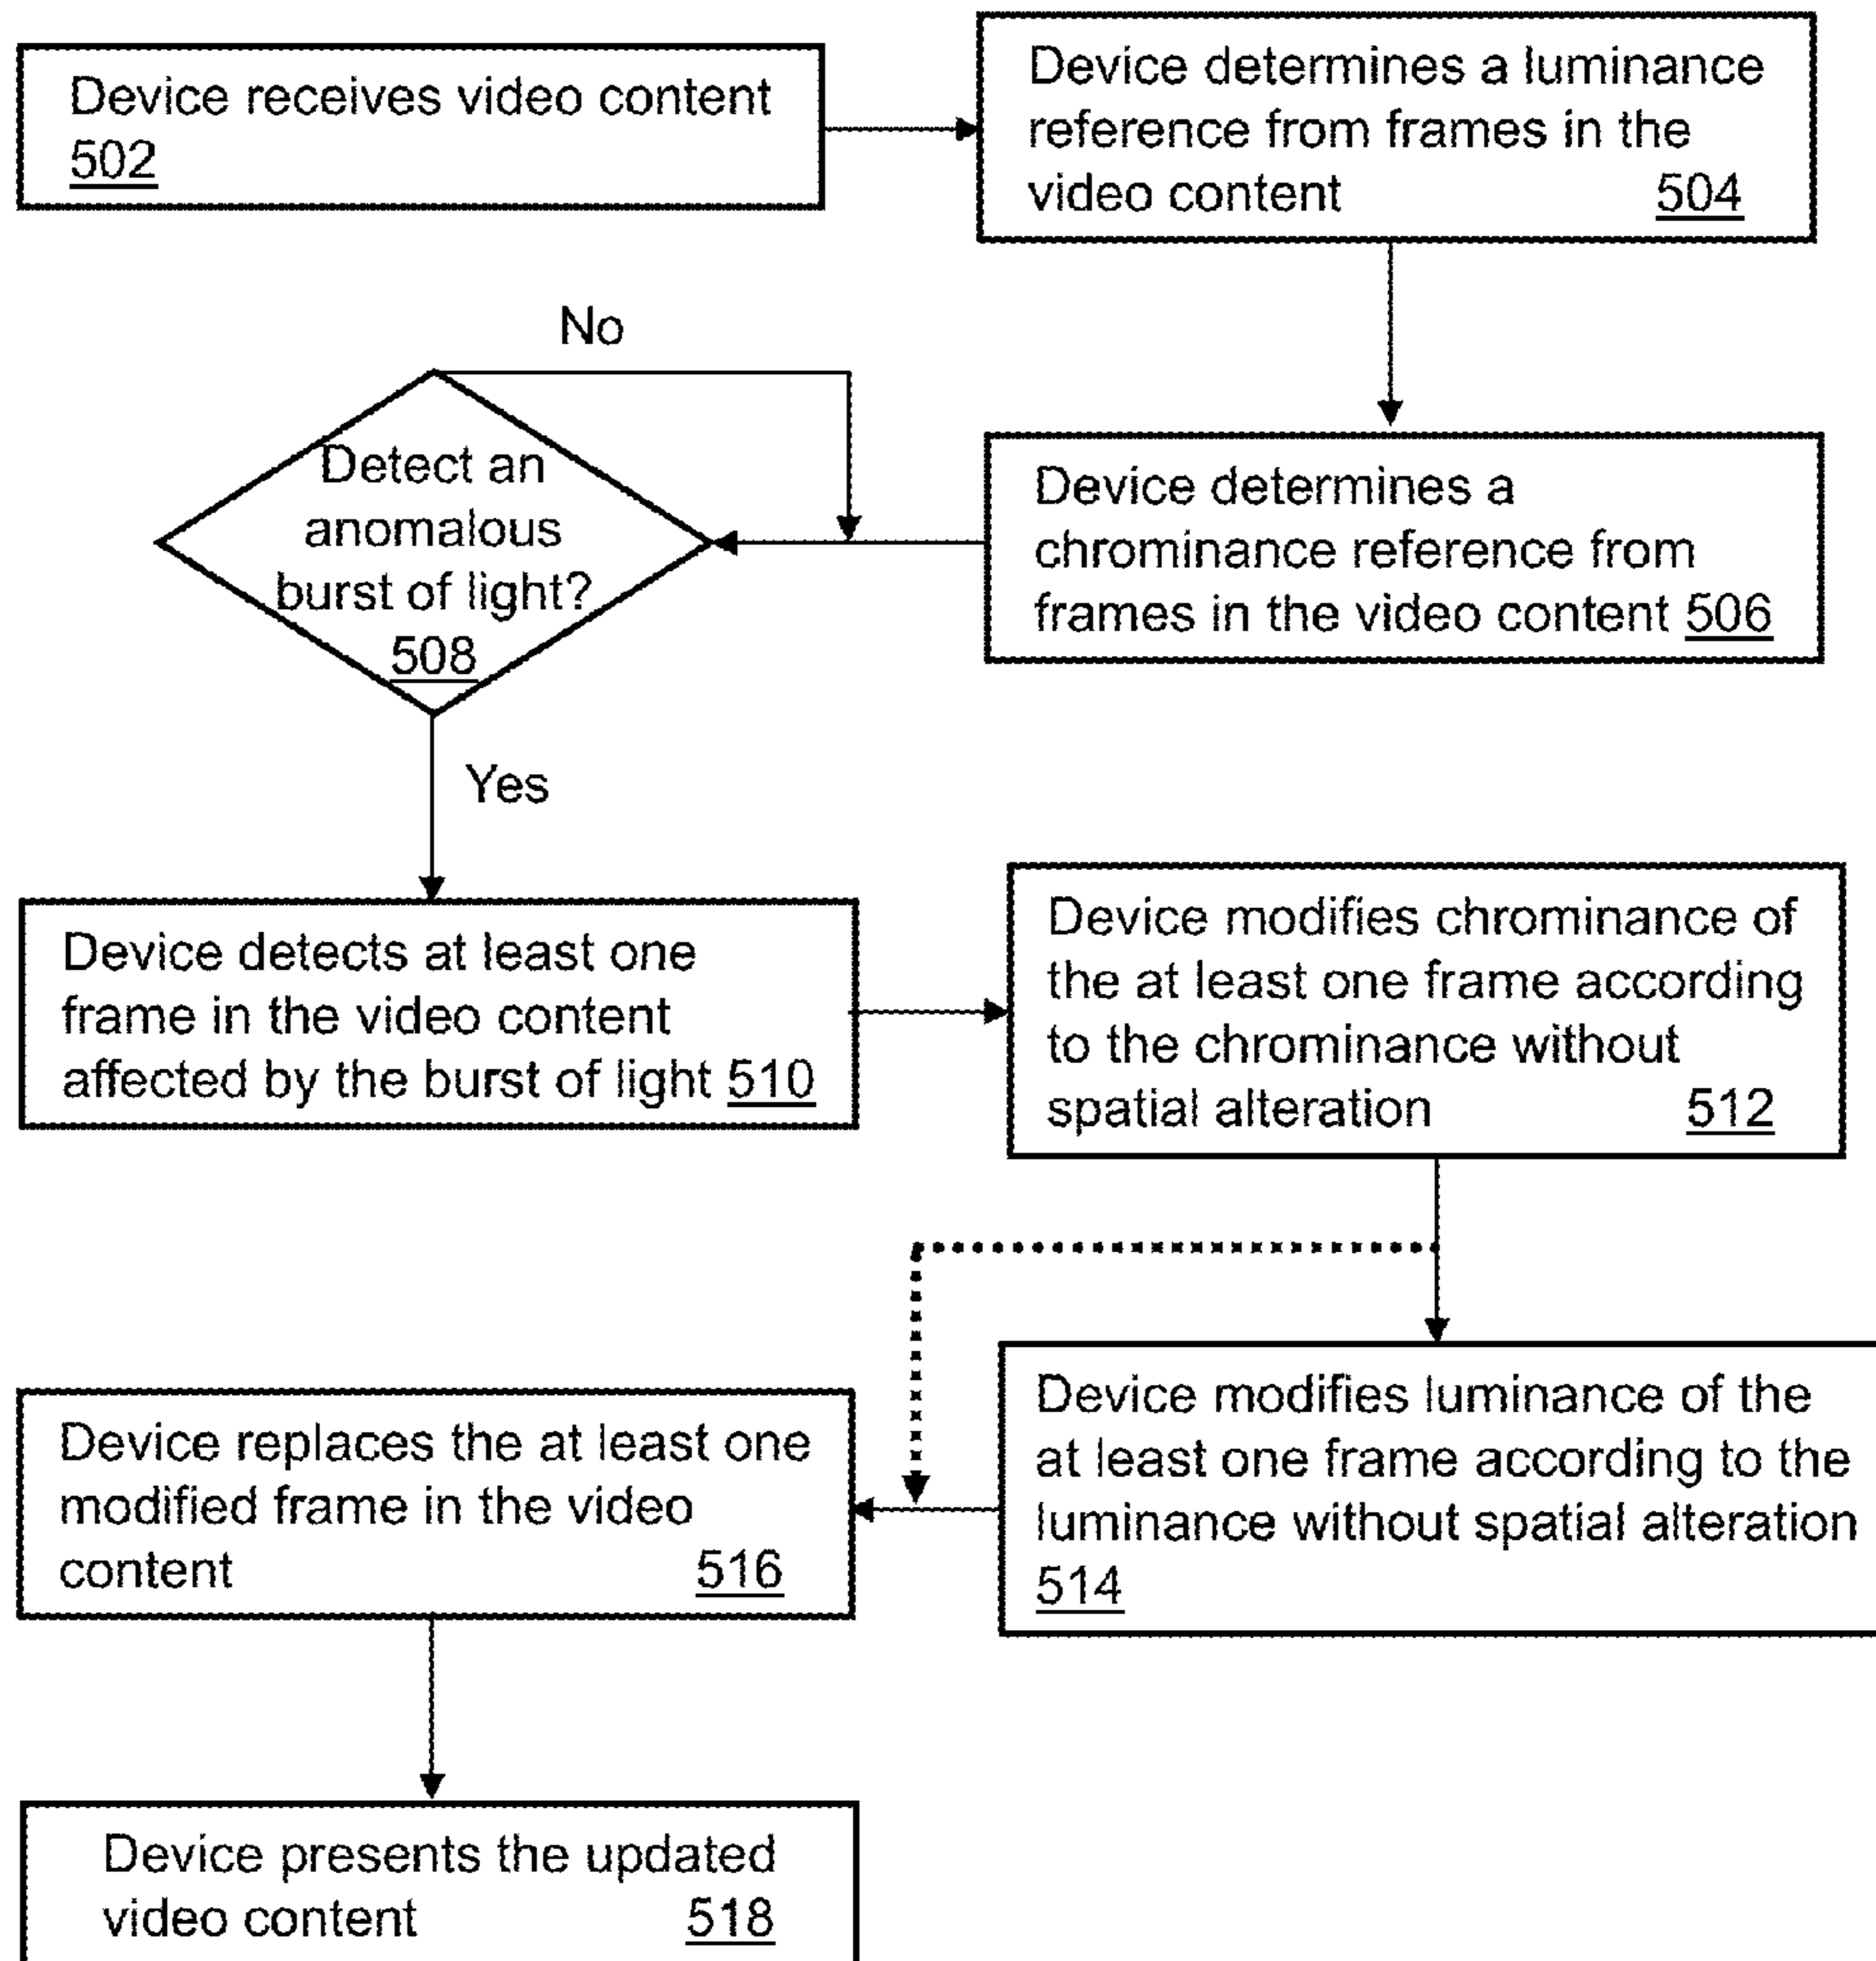 Device receives video content
502
Device determines a luminance
reference from frames in the
video content 504
No
Detect an
anomalous
burst of light?
508
Device determines a
chrominance reference from
frames in the video content 506
Yes
Device detects at least one
frame in the video content
affected by the burst of light 510
Device modifies chrominance of
the at least one frame according
to the chrominance without
spatial alteration 512
Device modifies luminance of the
at least one frame according to the
luminance without spatial alteration
514
Device replaces the at least one
modified frame in the video
content 516
Device presents the updated
video content 518